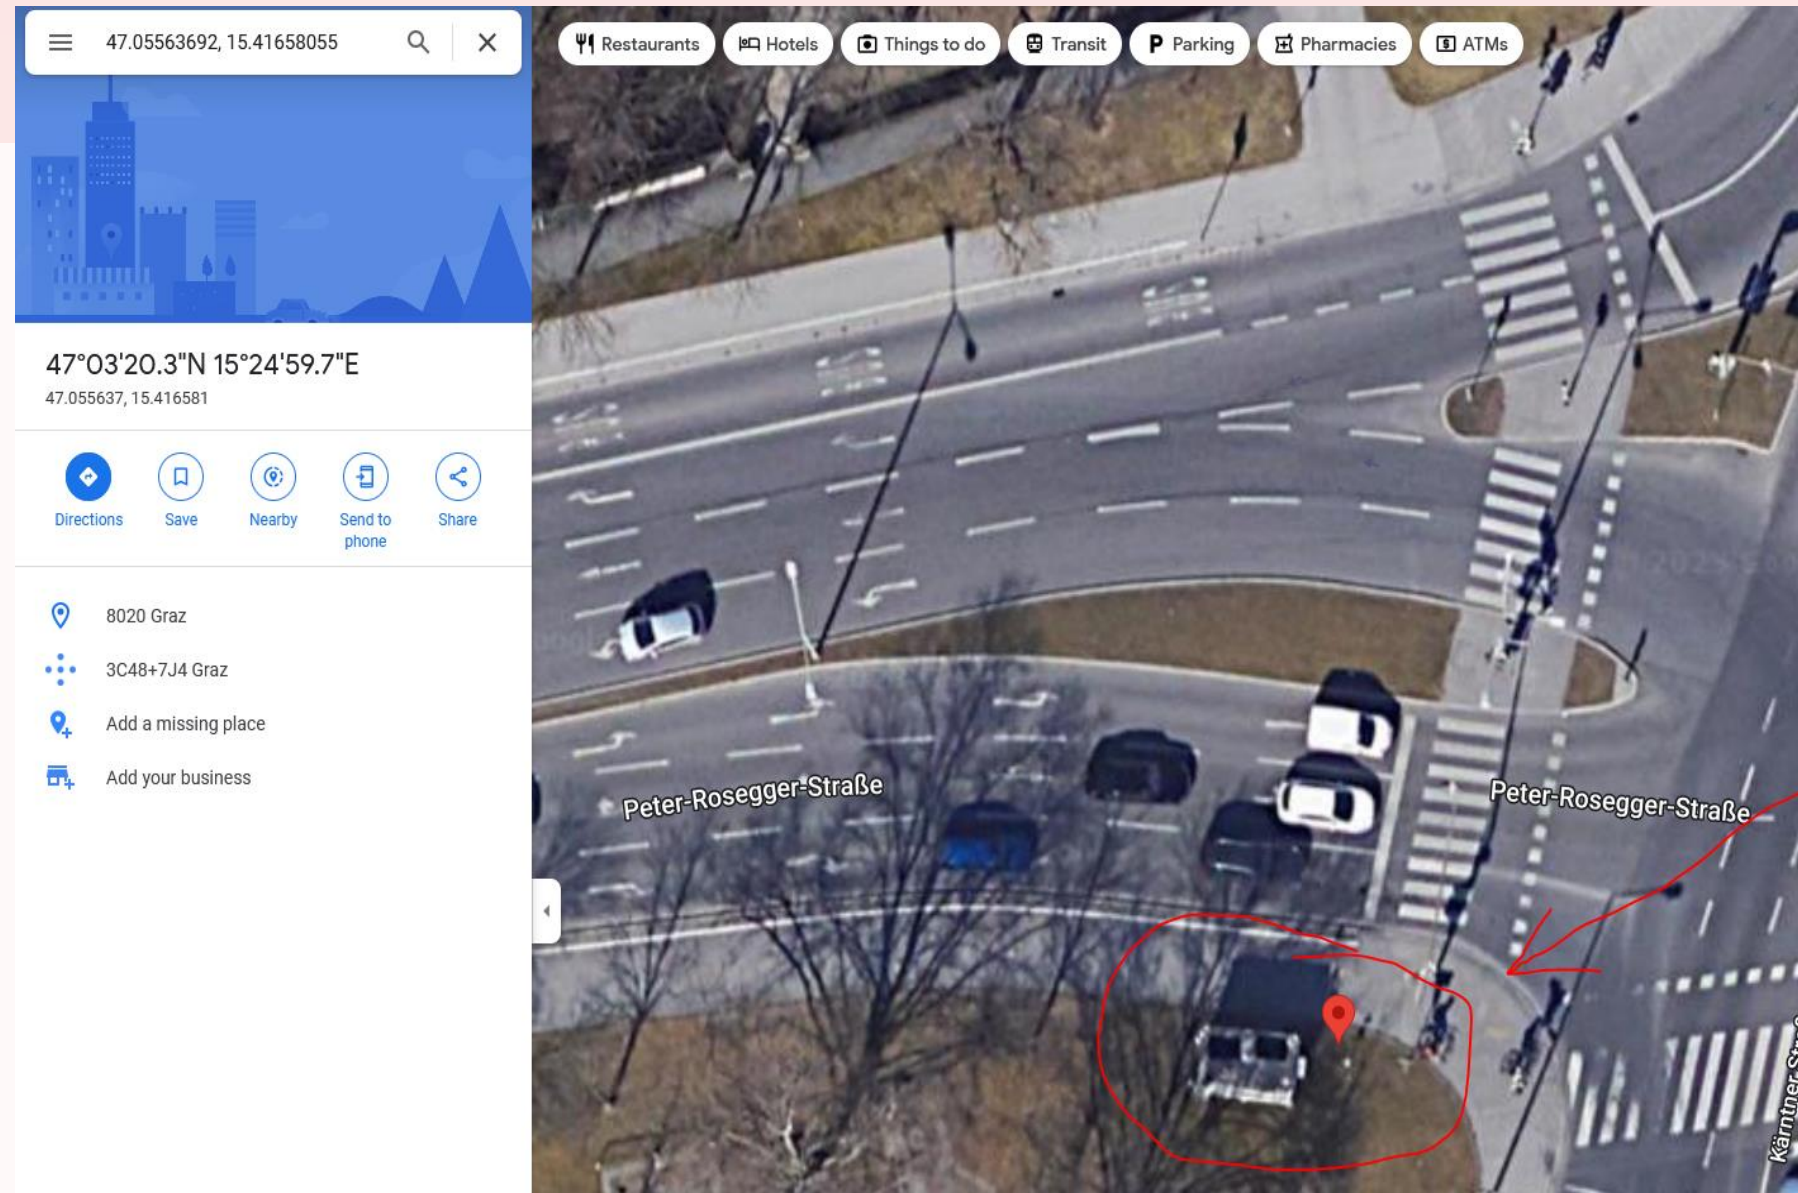 47.05563692, 15.41658055
Restaurants
Hotels
Things to do
Transit
P Parking
Pharmacies
ATMs
47°03'20.3"N 15°24'59.7"E
47.055637, 15.416581
Directions
Save
Nearby
Send to
phone
Share
8020 Graz
3C48+7J4 Graz
Add a missing place
Add your business
Peter-Rosegger-Straße
Peter-Rosegger-Straße